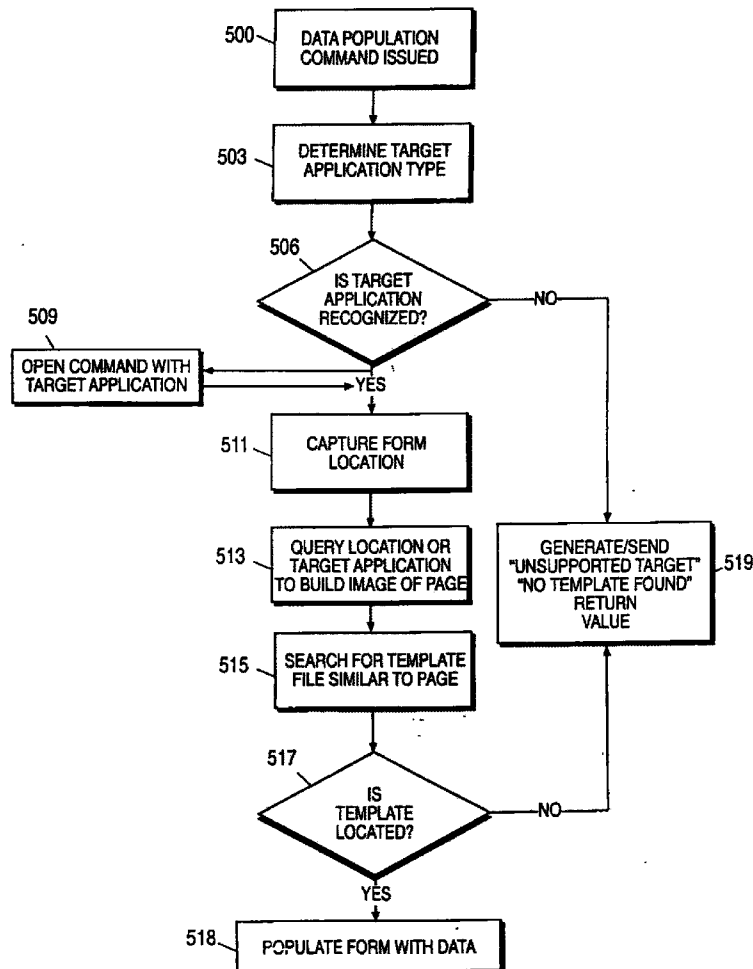 500
DATA POPULATION
COMMAND ISSUED
503
DETERMINE TARGET
APPLICATION TYPE
506
IS TARGET
APPLICATION
RECOGNIZED?
NO
509
OPEN COMMAND WITH
TARGET APPLICATION
YES
511
CAPTURE FORM
LOCATION
513
QUERY LOCATION OR
TARGET APPLICATION
TO BUILD IMAGE OF PAGE
GENERATE/SEND
"UNSUPPORTED TARGET"
"NO TEMPLATE FOUND"
RETURN
VALUE
519
515
SEARCH FOR TEMPLATE
FILE SIMILAR TO PAGE
517
IS
TEMPLATE
LOCATED?
NO
YES
518
POPULATE FORM WITH DATA